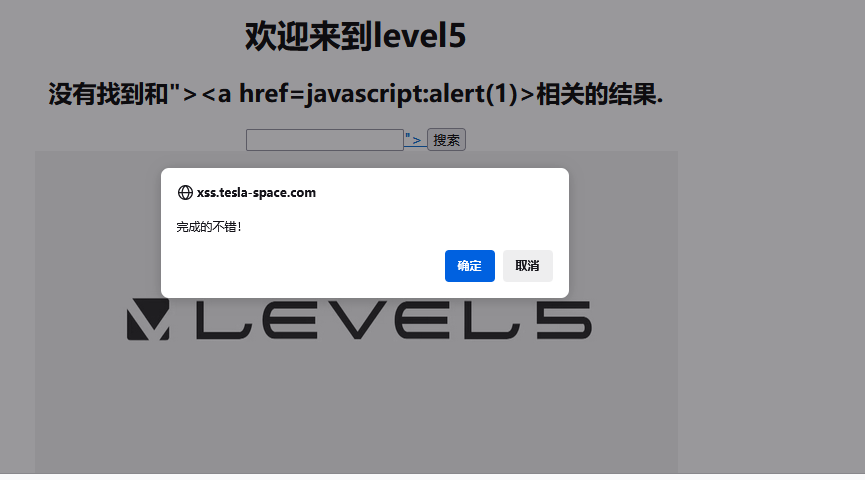 欢迎来到level5
没有找到和"><a href=javascript:alert(1)>相关的结果.
"> 搜索
xss.tesla-space.com
完成的不错！
确定 取消
LEVEL5